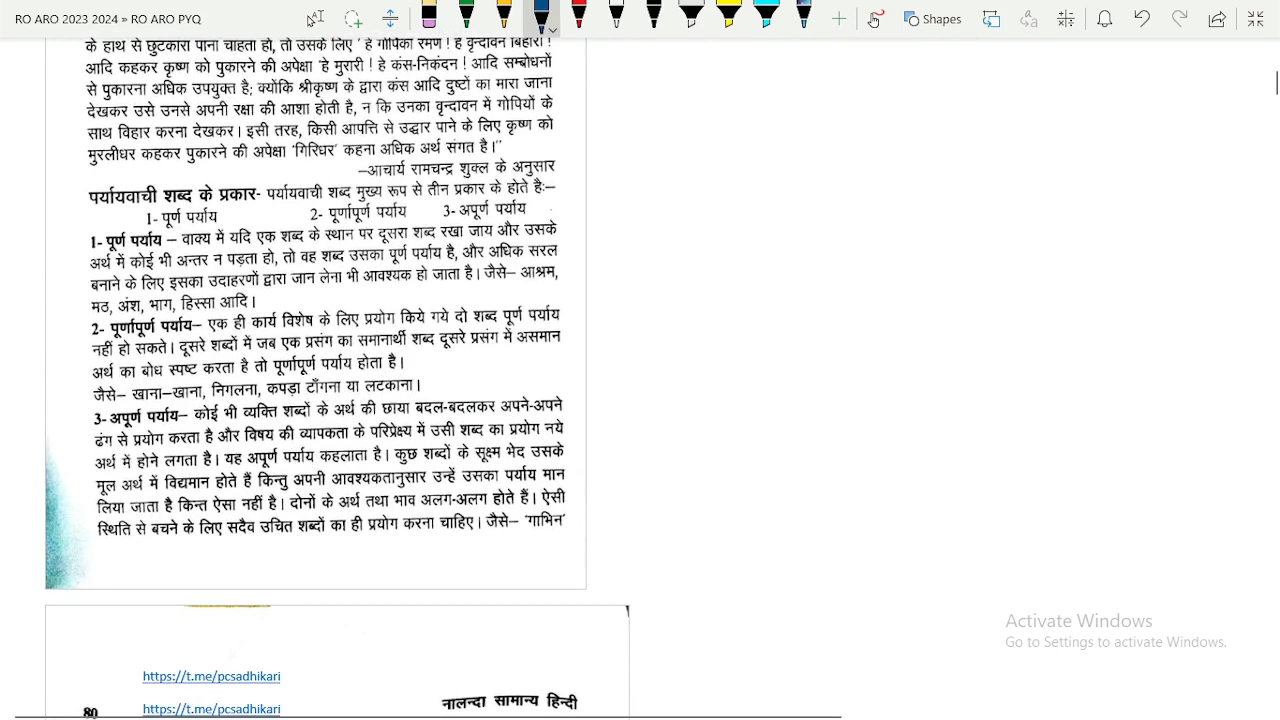 RO ARO 2023 2024 » RO ARO PYQ
Shapes
के हाथ से छुटकारा पाना चाहता हो, तो उसके लिए ' हे गोपिका रमण ! हे वृन्दावन बिहारी !
आदि कहकर कृष्ण को पुकारने की अपेक्षा 'हे मुरारी ! हे कंस-निकंदन ! आदि सम्बोधनों
से पुकारना अधिक उपयुक्त है; क्योंकि श्रीकृष्ण के द्वारा कंस आदि दुष्टों का मारा जाना
देखकर उसे उनसे अपनी रक्षा की आशा होती है, न कि उनका वृन्दावन में गोपियों के
साथ विहार करना देखकर। इसी तरह, किसी आपत्ति से उद्धार पाने के लिए कृष्ण को
मुरलीधर कहकर पुकारने की अपेक्षा 'गिरिधर' कहना अधिक अर्थ संगत है।''
–आचार्य रामचन्द्र शुक्ल के अनुसार
पर्यायवाची शब्द के प्रकार- पर्यायवाची शब्द मुख्य रूप से तीन प्रकार के होते है:–
1- पूर्ण पर्याय 2- पूर्णापूर्ण पर्याय 3- अपूर्ण पर्याय
1- पूर्ण पर्याय – वाक्य में यदि एक शब्द के स्थान पर दूसरा शब्द रखा जाय और उसके
अर्थ में कोई भी अन्तर न पड़ता हो, तो वह शब्द उसका पूर्ण पर्याय है, और अधिक सरल
बनाने के लिए इसका उदाहरणों द्वारा जान लेना भी आवश्यक हो जाता है। जैसे– आश्रम,
मठ, अंश, भाग, हिस्सा आदि।
2- पूर्णापूर्ण पर्याय– एक ही कार्य विशेष के लिए प्रयोग किये गये दो शब्द पूर्ण पर्याय
नहीं हो सकते। दूसरे शब्दों में जब एक प्रसंग का समानार्थी शब्द दूसरे प्रसंग में असमान
अर्थ का बोध स्पष्ट करता है तो पूर्णापूर्ण पर्याय होता है।
जैसे– खाना–खाना, निगलना, कपड़ा टाँगना या लटकाना।
3- अपूर्ण पर्याय– कोई भी व्यक्ति शब्दों के अर्थ की छाया बदल-बदलकर अपने-अपने
ढंग से प्रयोग करता है और विषय की व्यापकता के परिप्रेक्ष्य में उसी शब्द का प्रयोग नये
अर्थ में होने लगता है। यह अपूर्ण पर्याय कहलाता है। कुछ शब्दों के सूक्ष्म भेद उसके
मूल अर्थ में विद्यमान होते हैं किन्तु अपनी आवश्यकतानुसार उन्हें उसका पर्याय मान
लिया जाता है किन्त ऐसा नहीं है। दोनों के अर्थ तथा भाव अलग-अलग होते हैं। ऐसी
स्थिति से बचने के लिए सदैव उचित शब्दों का ही प्रयोग करना चाहिए। जैसे– 'गाभिन'
Activate Windows
Go to Settings to activate Windows.
https://t.me/pcsadhikari
80 https://t.me/pcsadhikari नालन्दा सामान्य हिन्दी